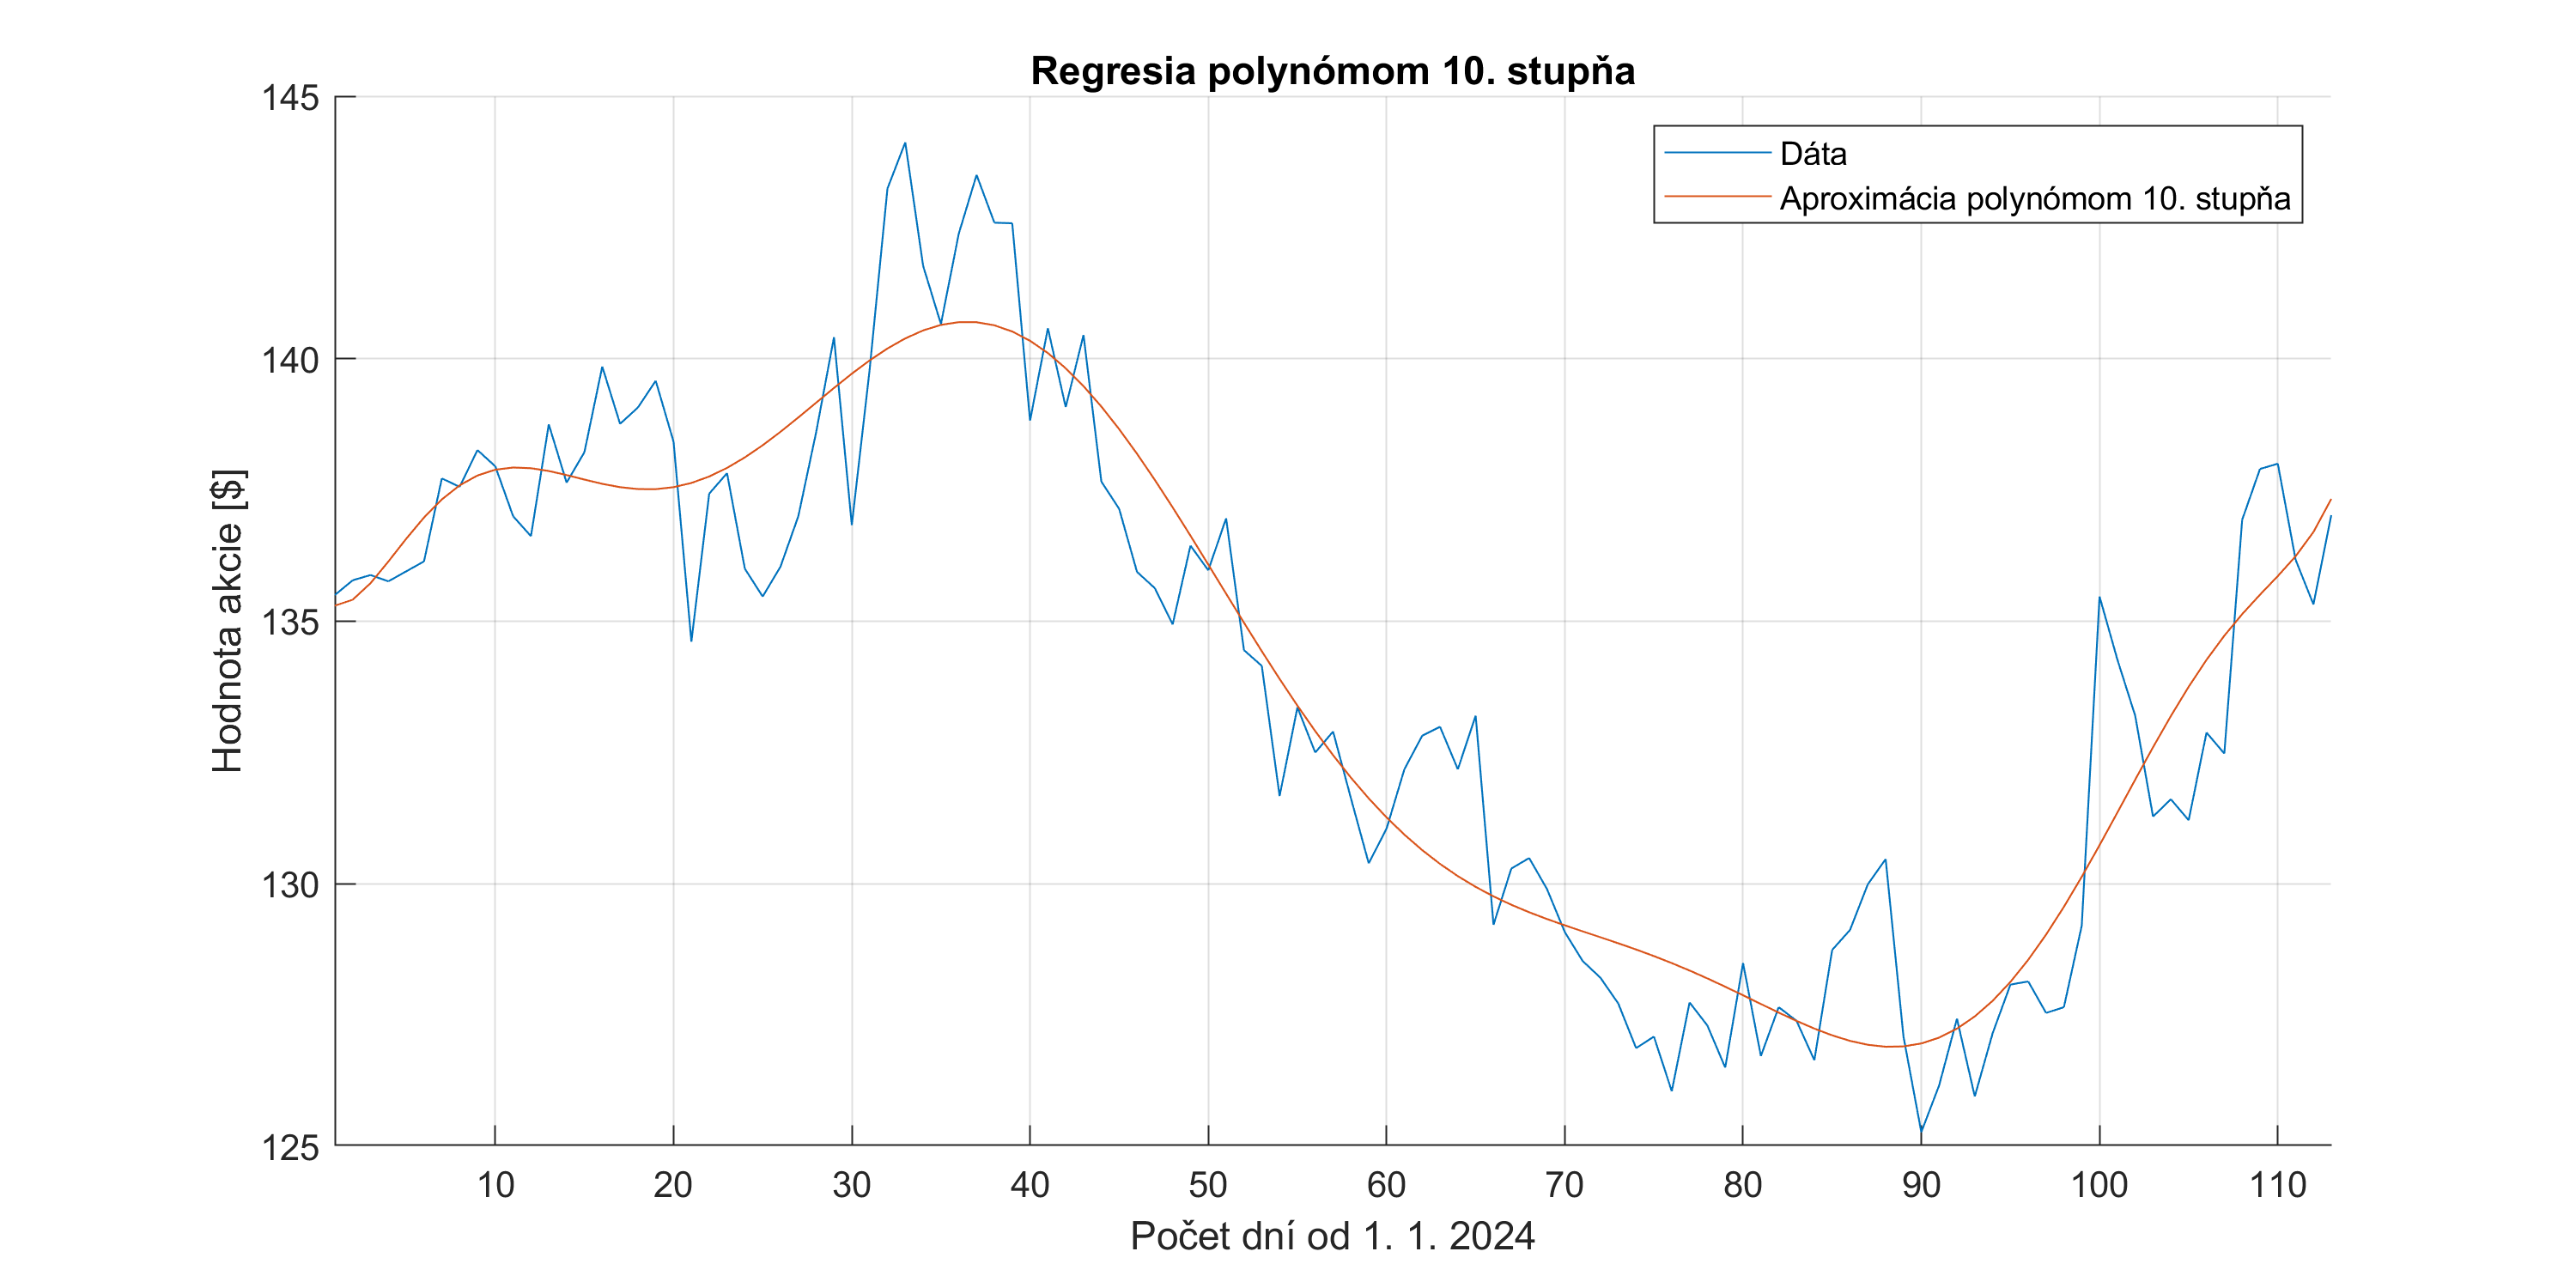 Regresia polynómom 10. stupňa
Dáta
Aproximácia polynómom 10. stupňa
Hodnota akcie [$]
145
140
135
130
125
10 20 30 40 50 60 70 80 90 100 110
Počet dní od 1. 1. 2024